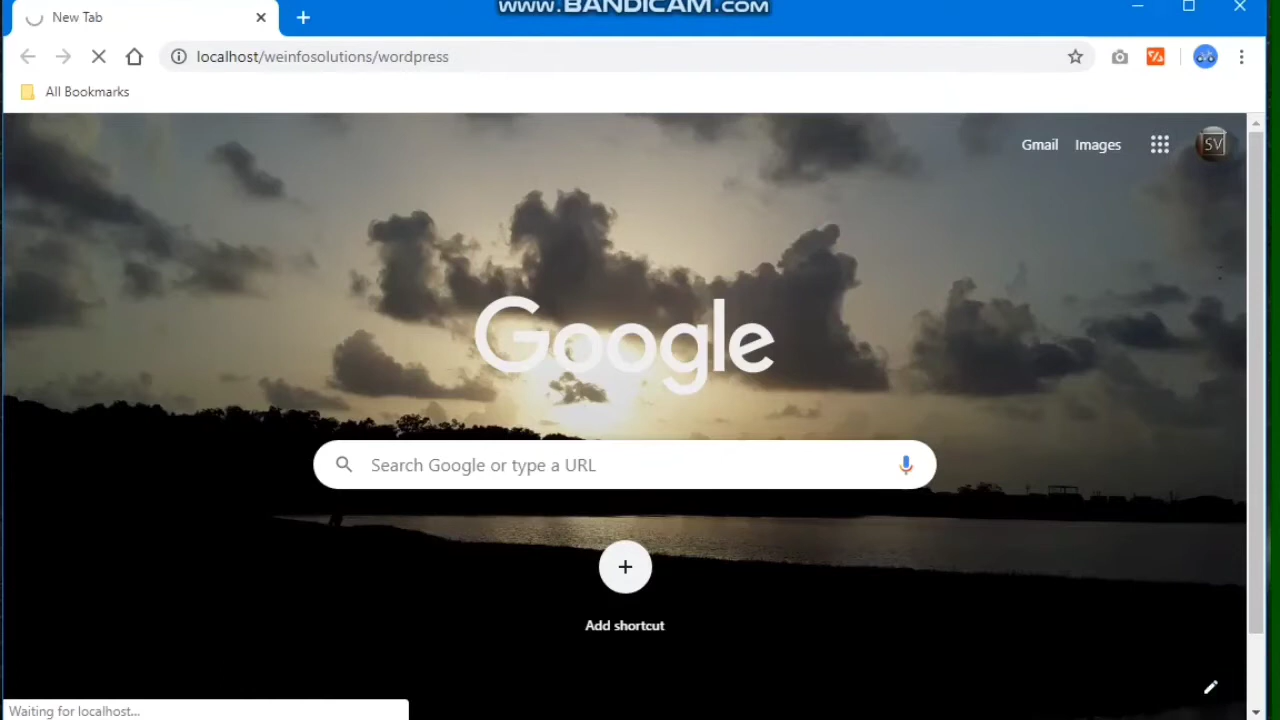 www.BANDICAM.com
New Tab
localhost/weinfosolutions/wordpress
All Bookmarks
Gmail
Images
SV
Google
Search Google or type a URL
Add shortcut
Waiting for localhost...